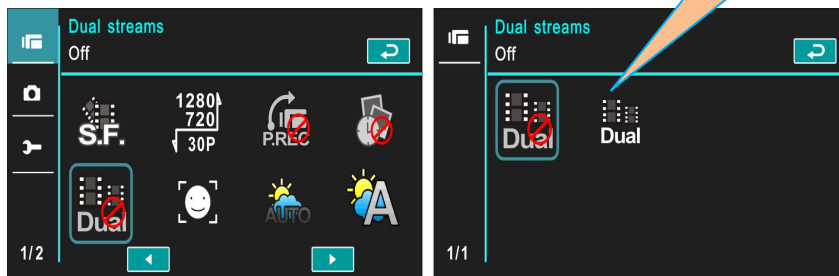 Dual streams
Off
S.F.
1280
720
30P
P.REC
Dual
AUTO
A
1/2
Dual streams
Off
Dual
Dual
1/1